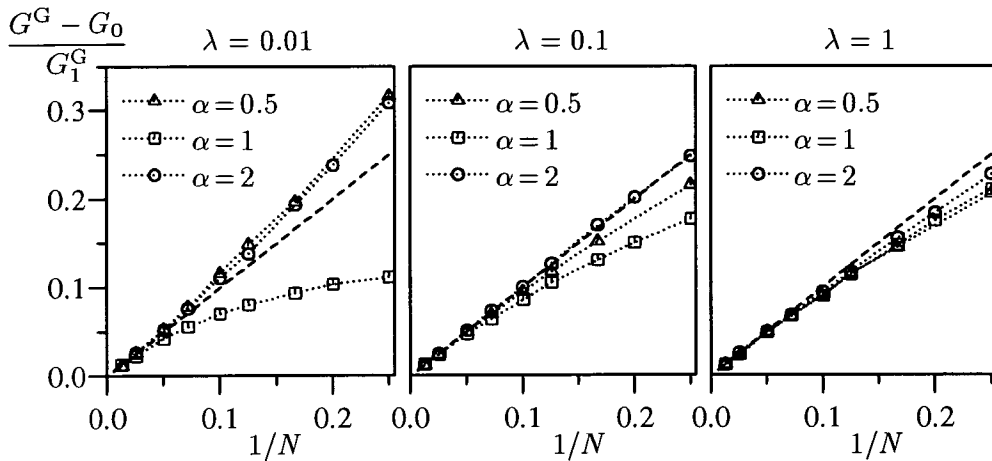 G^G − G_0
G_1^G
λ = 0.01
λ = 0.1
λ = 1
0.3
0.2
0.1
0.0
α = 0.5
α = 1
α = 2
α = 0.5
α = 1
α = 2
α = 0.5
α = 1
α = 2
0.0 0.1 0.2
0.0 0.1 0.2
0.0 0.1 0.2
1/N
1/N
1/N